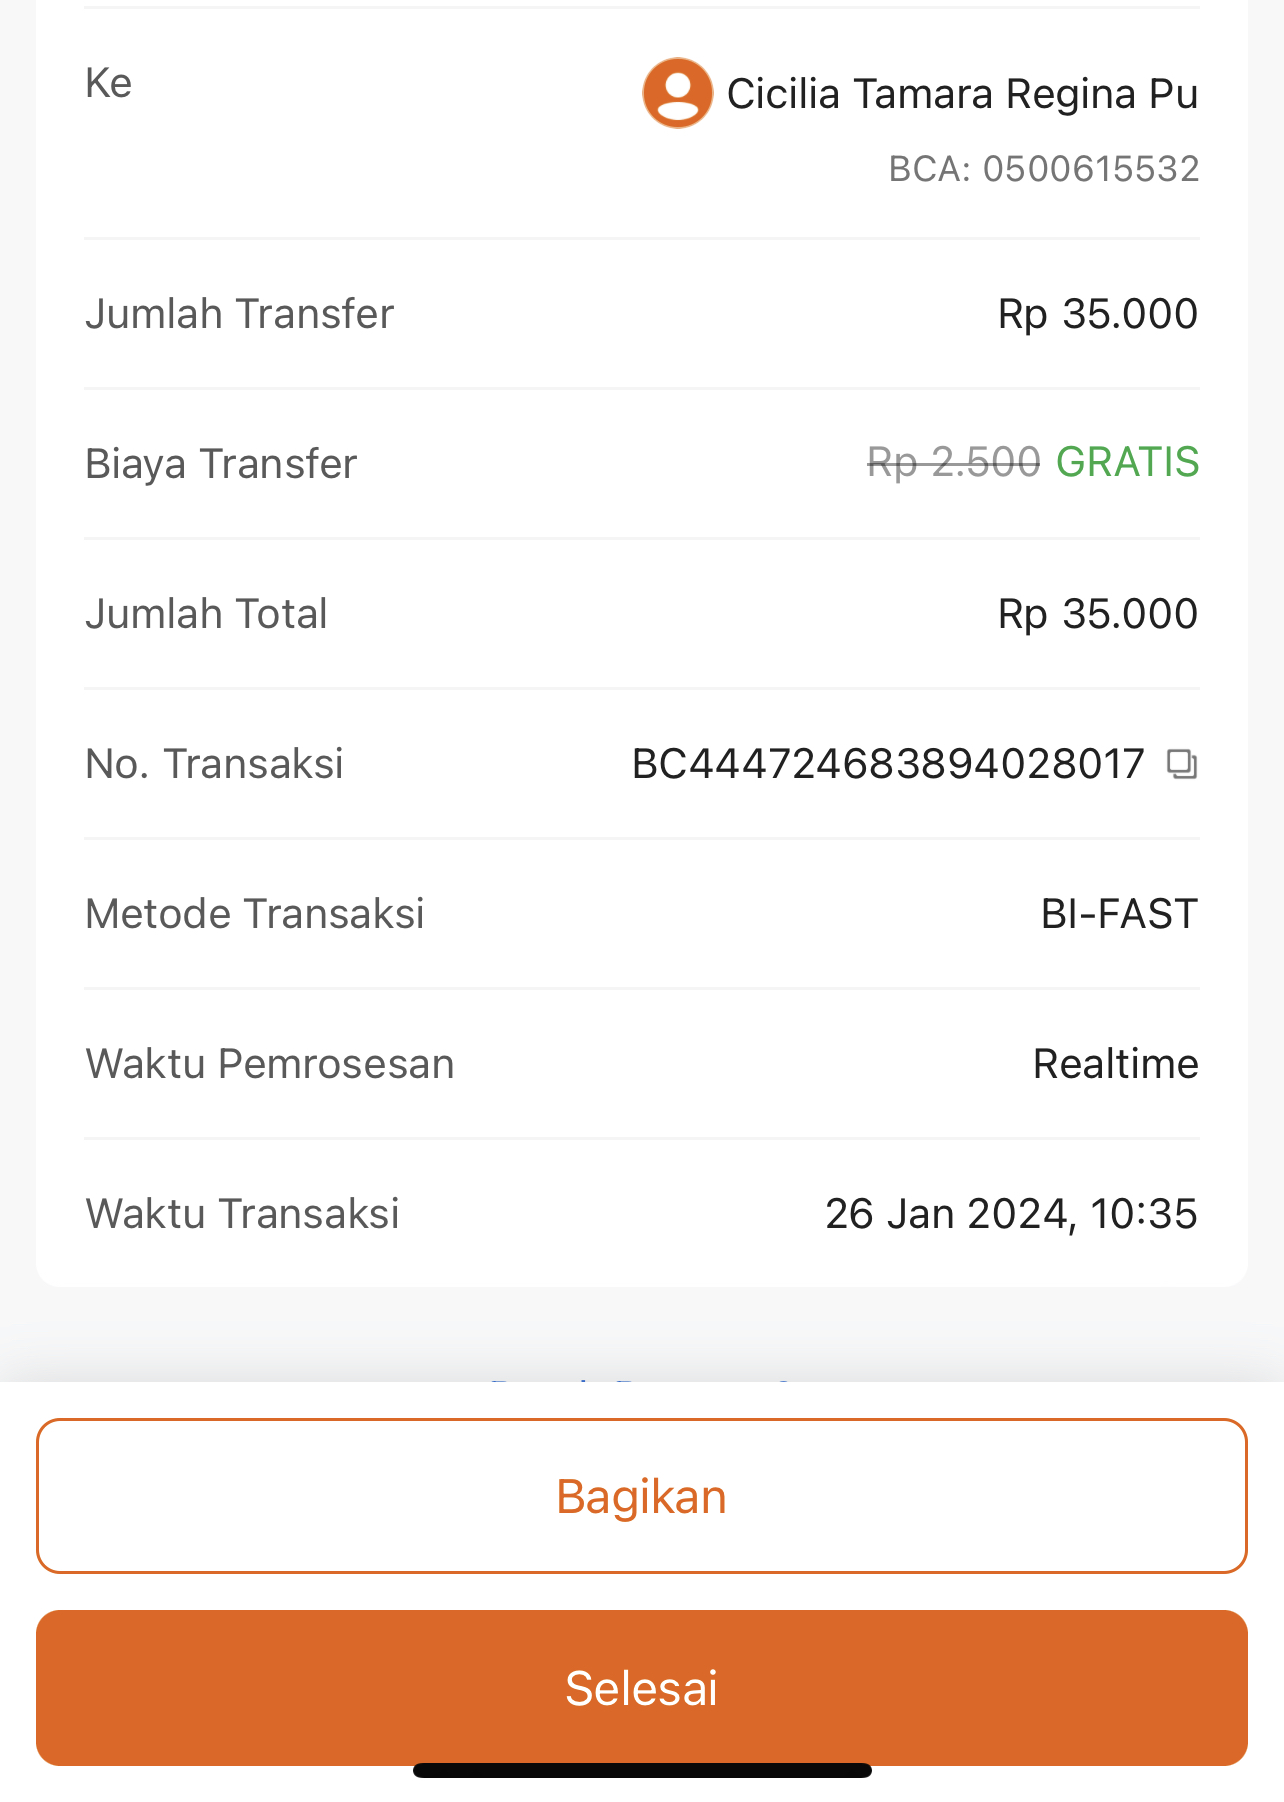 Ke
Cicilia Tamara Regina Pu
BCA: 0500615532
Jumlah Transfer Rp 35.000
Biaya Transfer Rp 2.500 GRATIS
Jumlah Total Rp 35.000
No. Transaksi BC444724683894028017
Metode Transaksi BI-FAST
Waktu Pemrosesan Realtime
Waktu Transaksi 26 Jan 2024, 10:35
Bagikan
Selesai